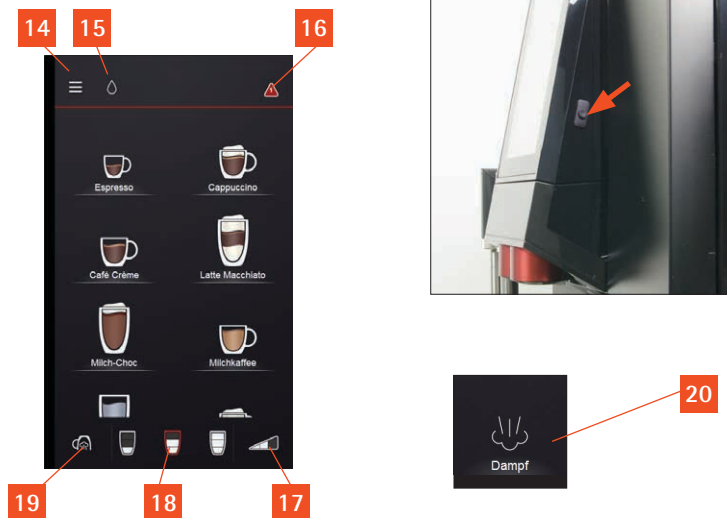 14
15
16
Espresso
Cappuccino
Café Crème
Latte Macchiato
Milch-Choc
Milchkaffee
20
Dampf
19
18
17